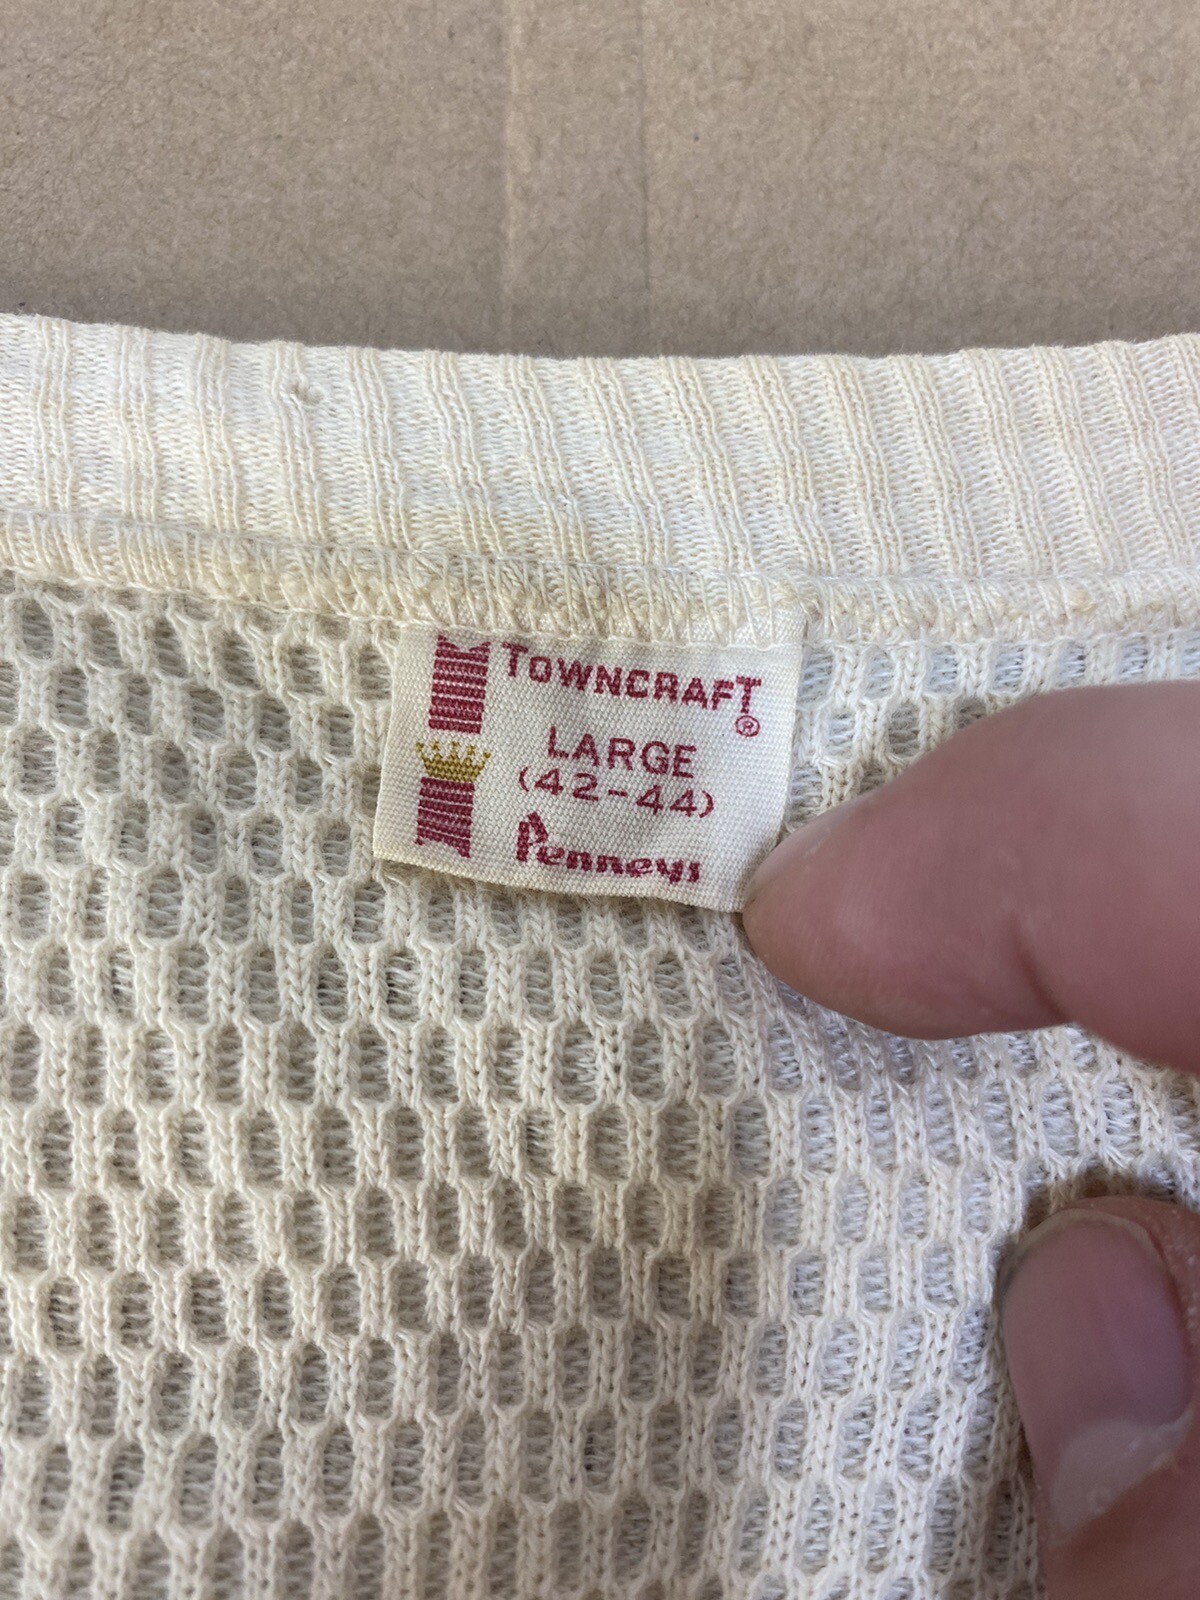 TOWNCRAFT®
LARGE
(42-44)
Penneys